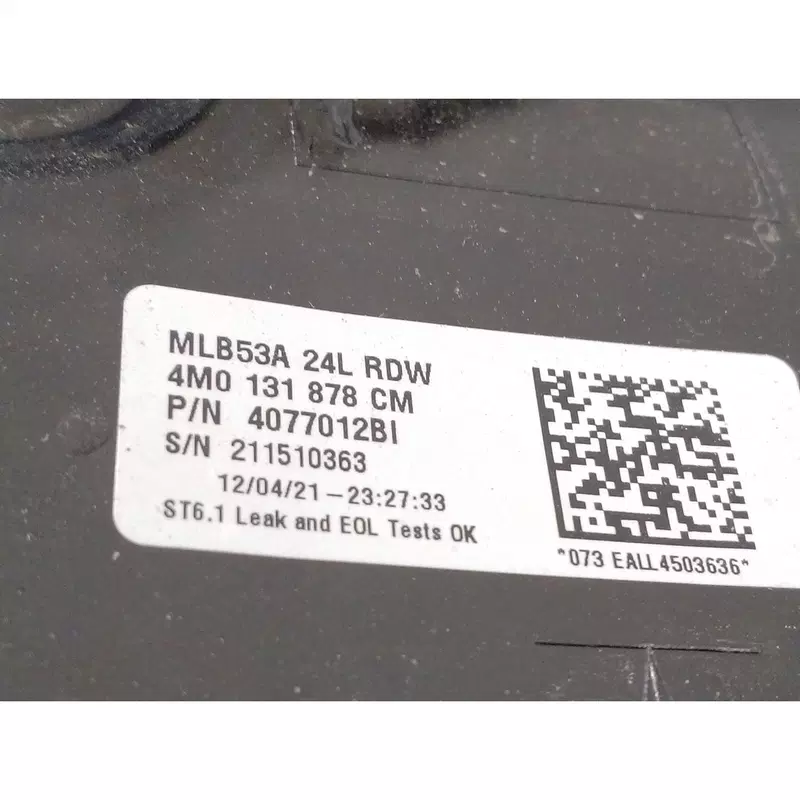 MLB53A 24L RDW
4M0 131 878 CM
P/N 4077012BI
S/N 211510363
12/04/21-23:27:33
ST6.1 Leak and EOL Tests OK
*073 EALL4503636*